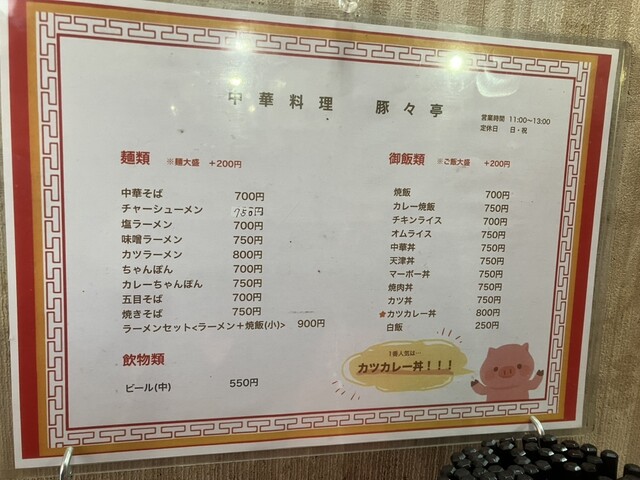 中華料理 豚々亭
営業時間 11:00~13:00
定休日 日・祝
麺類 ※麺大盛 +200円
中華そば 700円
チャーシューメン 円
塩ラーメン 700円
味噌ラーメン 750円
カツラーメン 800円
ちゃんぽん 700円
カレーちゃんぽん 750円
五目そば 700円
焼きそば 750円
ラーメンセット<ラーメン+焼飯(小)> 900円
飲物類
ビール(中) 550円
御飯類 ※ご飯大盛 +200円
焼飯 700円
カレー焼飯 750円
チキンライス 700円
オムライス 750円
中華丼 750円
天津丼 750円
マーボー丼 750円
焼肉丼 750円
カツ丼 750円
★カツカレー丼 800円
白飯 250円
1番人気は…
カツカレー丼!!!